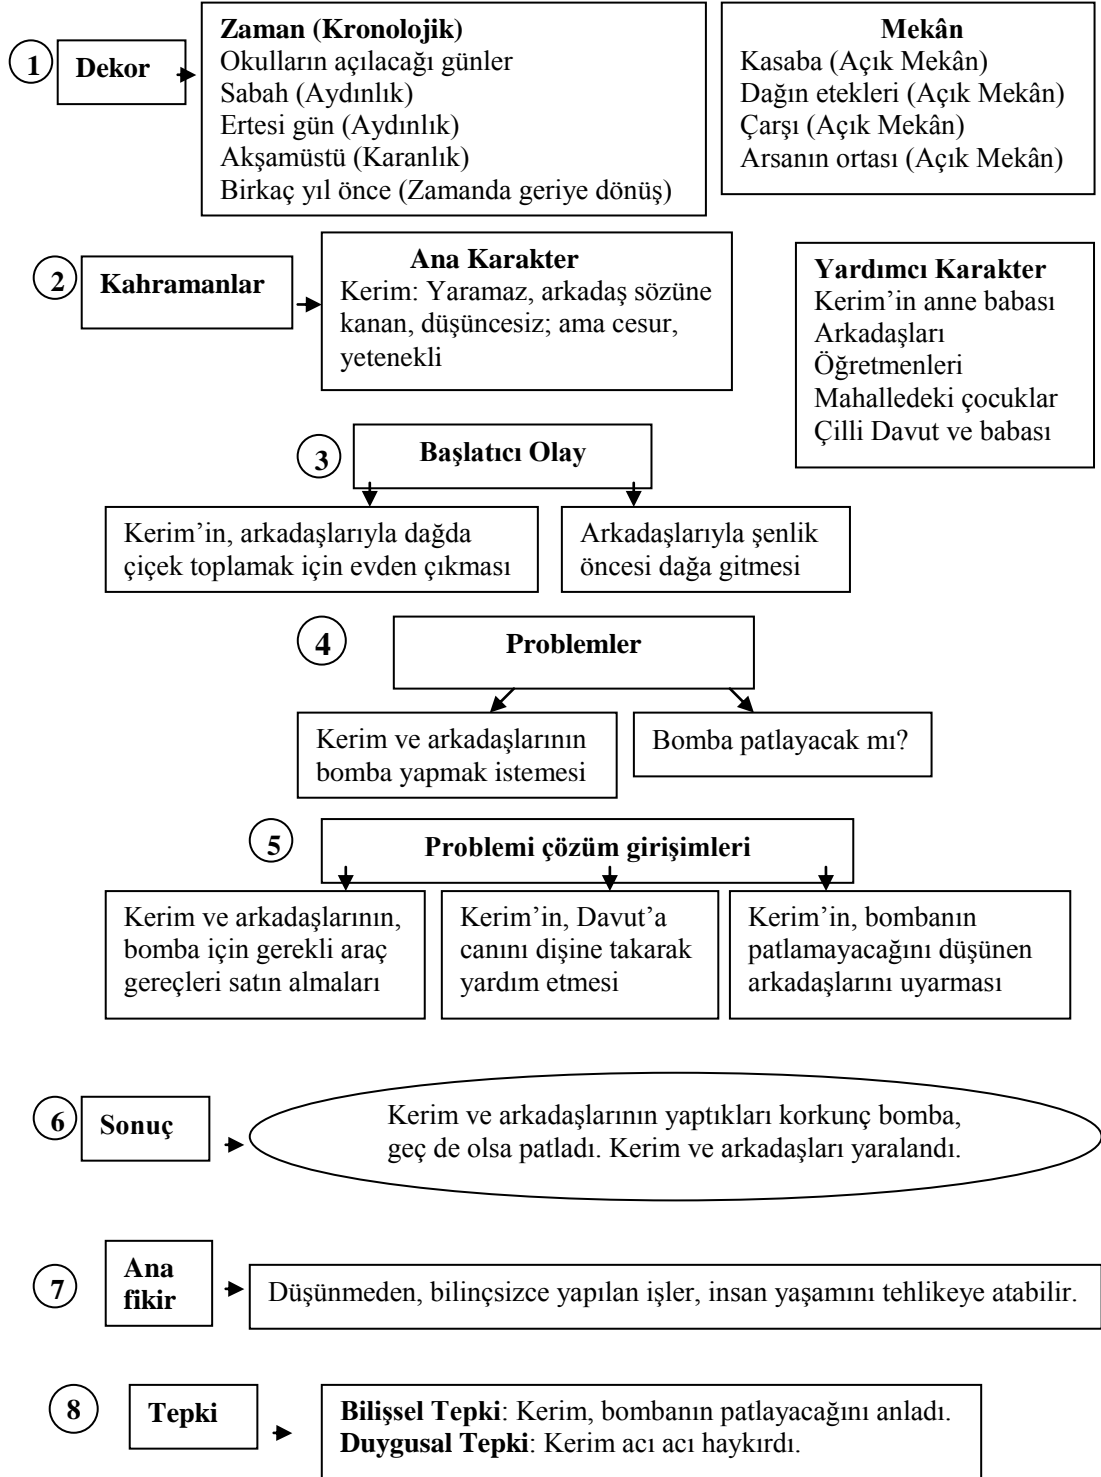 1
Dekor
Zaman (Kronolojik)
Okulların açılacağı günler
Sabah (Aydınlık)
Ertesi gün (Aydınlık)
Akşamüstü (Karanlık)
Birkaç yıl önce (Zamanda geriye dönüş)
Mekân
Kasaba (Açık Mekân)
Dağın etekleri (Açık Mekân)
Çarşı (Açık Mekân)
Arsanın ortası (Açık Mekân)
2
Kahramanlar
Ana Karakter
Kerim: Yaramaz, arkadaş sözüne
kanan, düşüncesiz; ama cesur,
yetenekli
Yardımcı Karakter
Kerim’in anne babası
Arkadaşları
Öğretmenleri
Mahalledeki çocuklar
Çilli Davut ve babası
3
Başlatıcı Olay
Kerim’in, arkadaşlarıyla dağda
çiçek toplamak için evden çıkması
Arkadaşlarıyla şenlik
öncesi dağa gitmesi
4
Problemler
Kerim ve arkadaşlarının
bomba yapmak istemesi
Bomba patlayacak mı?
5
Problemi çözüm girişimleri
Kerim ve arkadaşlarının,
bomba için gerekli araç
gereçleri satın almaları
Kerim’in, Davut’a
canını dişine takarak
yardım etmesi
Kerim’in, bombanın
patlamayacağını düşünen
arkadaşlarını uyarması
6
Sonuç
Kerim ve arkadaşlarının yaptıkları korkunç bomba,
geç de olsa patladı. Kerim ve arkadaşları yaralandı.
7
Ana
fikir
Düşünmeden, bilinçsizce yapılan işler, insan yaşamını tehlikeye atabilir.
8
Tepki
Bilişsel Tepki: Kerim, bombanın patlayacağını anladı.
Duygusal Tepki: Kerim acı acı haykırdı.